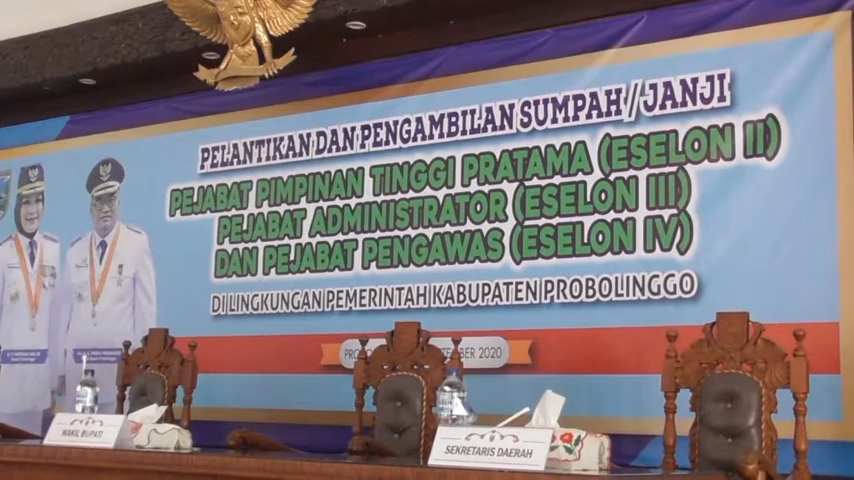 PELANTIKAN DAN PENGAMBILAN SUMPAH/JANJI
PEJABAT PIMPINAN TINGGI PRATAMA (ESELON II)
PEJABAT ADMINISTRATOR (ESELON III)
DAN PEJABAT PENGAWAS (ESELON IV)
DI LINGKUNGAN PEMERINTAH KABUPATEN PROBOLINGGO
2020
WAKIL BUPATI
SEKRETARIS DAERAH